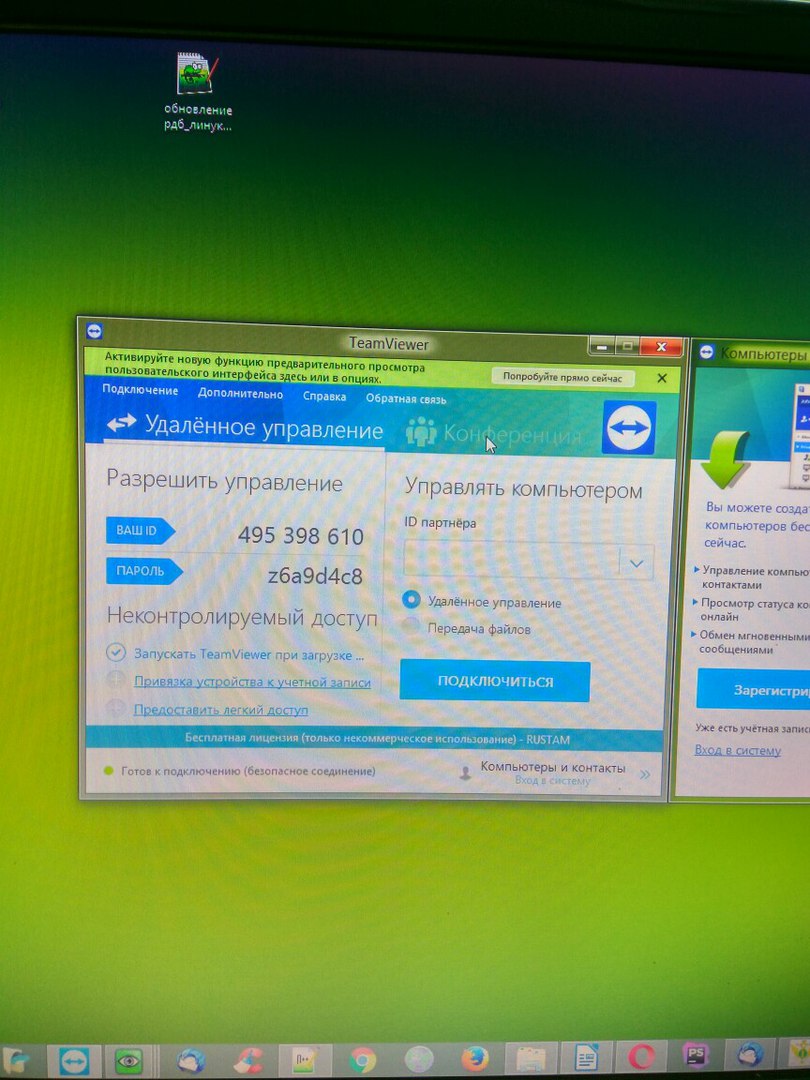 обновление
рдб_линук...
TeamViewer
Активируйте новую функцию предварительного просмотра
пользовательского интерфейса здесь или в опциях.
Попробуйте прямо сейчас
Подключение Дополнительно Справка Обратная связь
Удалённое управление
Конференция
Разрешить управление
ВАШ ID
495 398 610
ПАРОЛЬ
z6a9d4c8
Неконтролируемый доступ
Запускать TeamViewer при загрузке ...
Привязка устройства к учетной записи
Предоставить легкий доступ
Управлять компьютером
ID партнёра
Удалённое управление
Передача файлов
ПОДКЛЮЧИТЬСЯ
Бесплатная лицензия (только некоммерческое использование) - RUSTAM
Готов к подключению (безопасное соединение)
Компьютеры и контакты
Вход в систему
Компьютеры
Вы можете созда
компьютеров бес
сейчас.
Управление компью
контактами
Просмотр статуса ко
онлайн
Обмен мгновенными
сообщениями
Зарегистри
Уже есть учётная запис
Вход в систему
PS